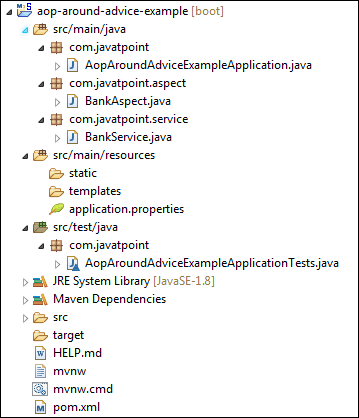 aop-around-advice-example [boot]
src/main/java
com.javatpoint
AopAroundAdviceExampleApplication.java
com.javatpoint.aspect
BankAspect.java
com.javatpoint.service
BankService.java
src/main/resources
static
templates
application.properties
src/test/java
com.javatpoint
AopAroundAdviceExampleApplicationTests.java
JRE System Library [JavaSE-1.8]
Maven Dependencies
src
target
HELP.md
mvnw
mvnw.cmd
pom.xml